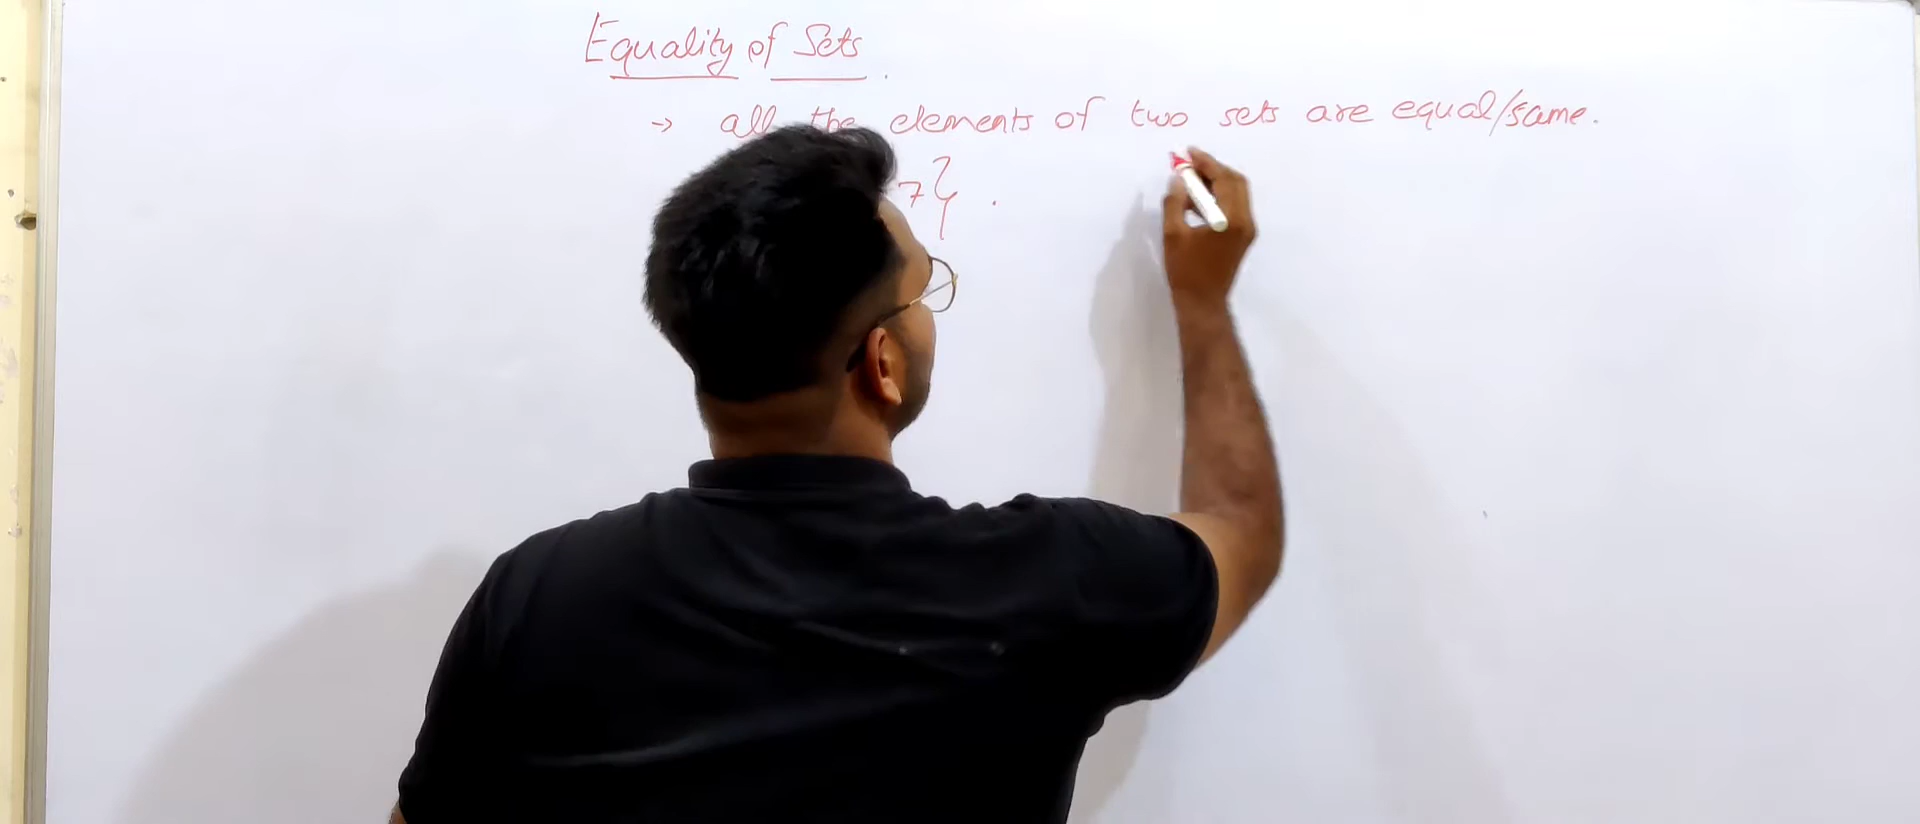 Equality of Sets.
→ all the elements of two sets are equal/same.
7} .